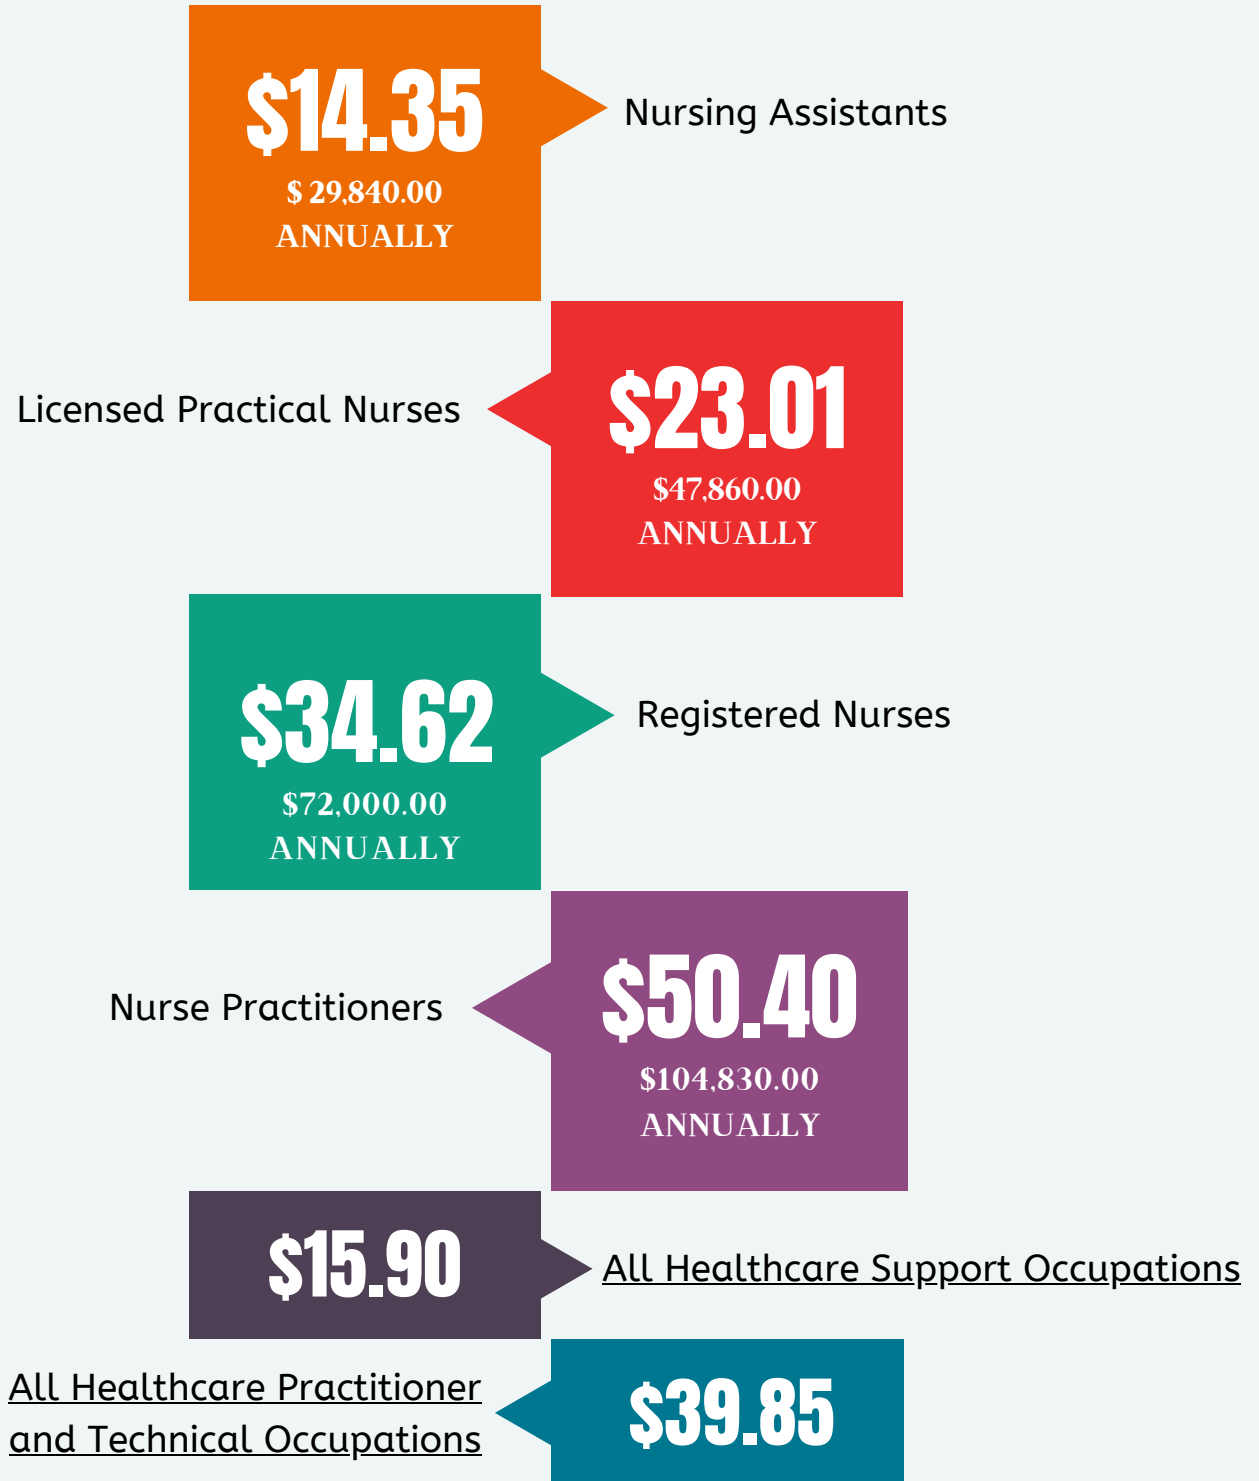 $14.35
$ 29,840.00
ANNUALLY
Nursing Assistants
Licensed Practical Nurses
$23.01
$47,860.00
ANNUALLY
$34.62
$72,000.00
ANNUALLY
Registered Nurses
Nurse Practitioners
$50.40
$104,830.00
ANNUALLY
$15.90
All Healthcare Support Occupations
All Healthcare Practitioner
and Technical Occupations
$39.85